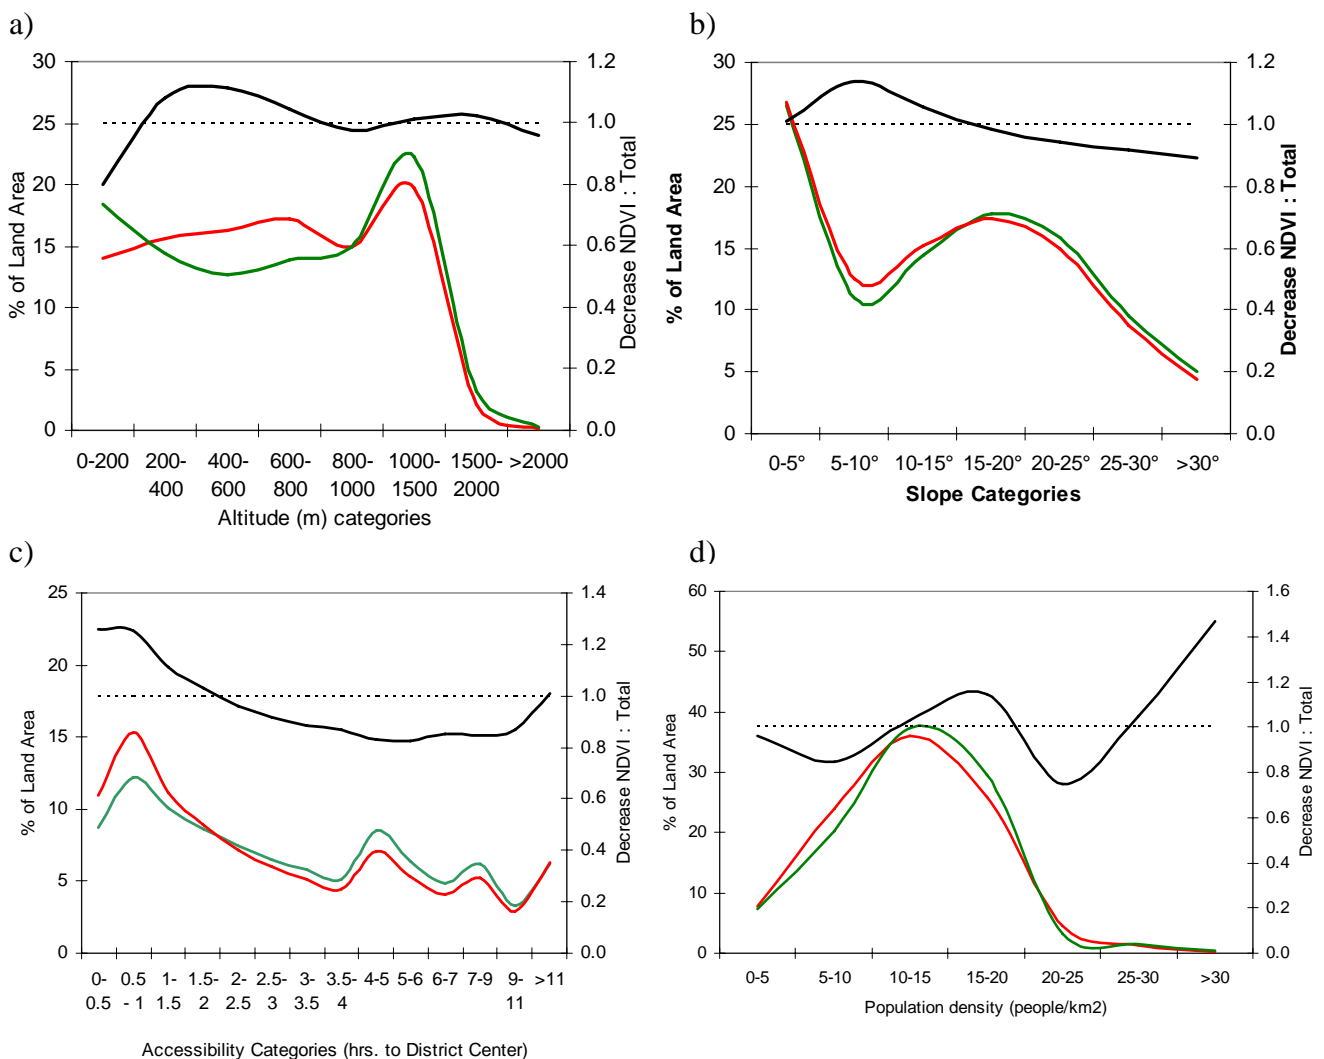 a)
30
25
20
15
10
5
0
% of Land Area
1.2
1.0
0.8
0.6
0.4
0.2
0.0
Decrease NDVI : Total
0-200 200- 400- 600- 800- 1000- 1500- >2000
400 600 800 1000 1500 2000
Altitude (m) categories
b)
30
25
20
15
10
5
0
% of Land Area
1.2
1.0
0.8
0.6
0.4
0.2
0.0
Decrease NDVI : Total
0-5° 5-10° 10-15° 15-20° 20-25° 25-30° >30°
Slope Categories
c)
25
20
15
10
5
0
% of Land Area
1.4
1.2
1.0
0.8
0.6
0.4
0.2
0.0
Decrease NDVI : Total
0- 0.5 1- 1.5- 2- 2.5- 3- 3.5- 4-5 5-6 6-7 7-9 9- >11
0.5 - 1 1.5 2 2.5 3 3.5 4 11
Accessibility Categories (hrs. to District Center)
d)
60
50
40
30
20
10
0
% of Land Area
1.6
1.4
1.2
1.0
0.8
0.6
0.4
0.2
0.0
Decrease NDVI : Total
0-5 5-10 10-15 15-20 20-25 25-30 >30
Population density (people/km2)